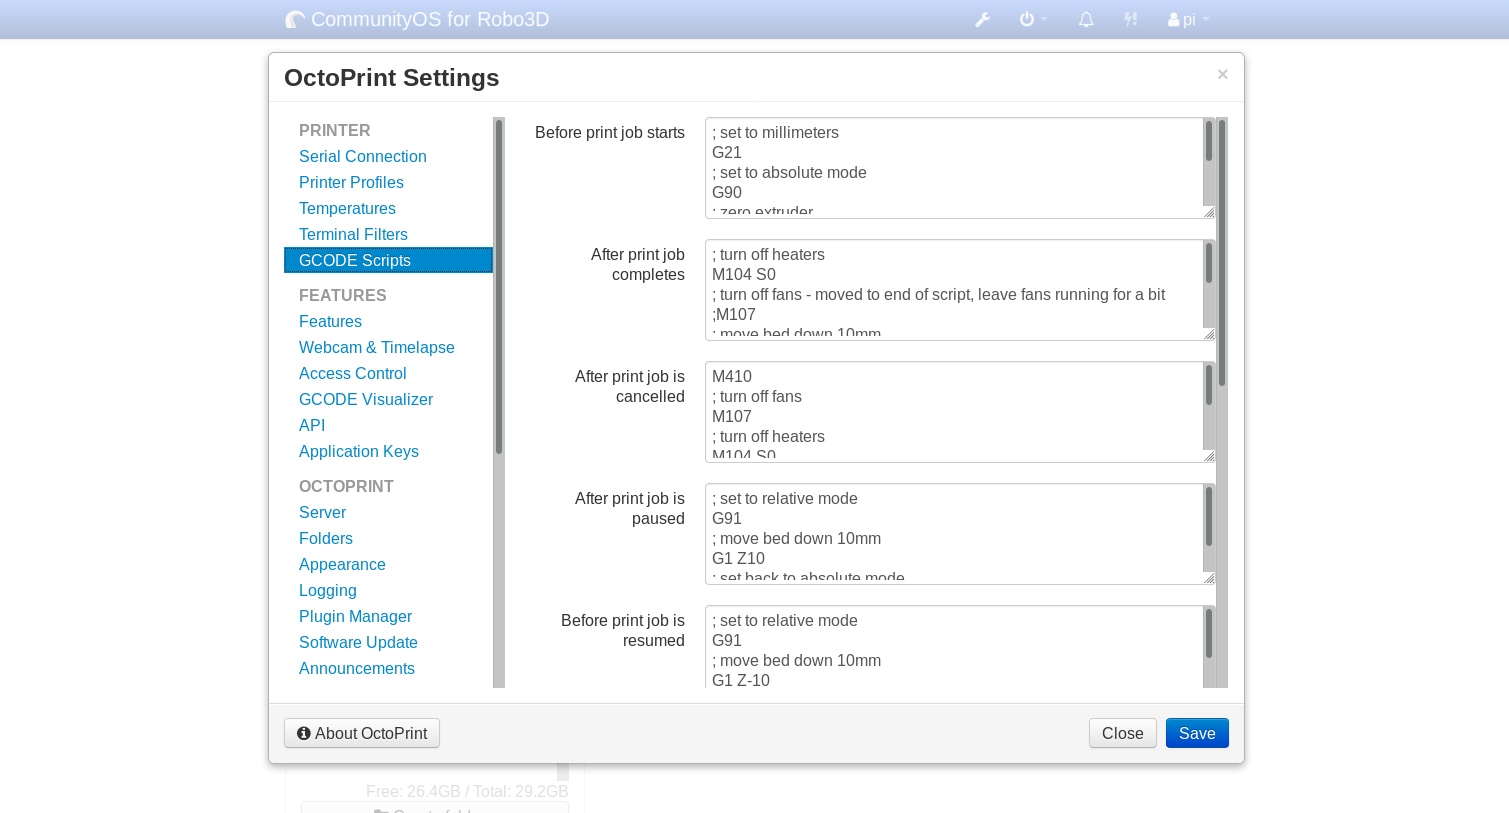 CommunityOS for Robo3D
pi
OctoPrint Settings
×
PRINTER
Serial Connection
Printer Profiles
Temperatures
Terminal Filters
GCODE Scripts
FEATURES
Features
Webcam & Timelapse
Access Control
GCODE Visualizer
API
Application Keys
OCTOPRINT
Server
Folders
Appearance
Logging
Plugin Manager
Software Update
Announcements
Before print job starts
; set to millimeters
G21
; set to absolute mode
G90
; zero extruder
After print job
completes
; turn off heaters
M104 S0
; turn off fans - moved to end of script, leave fans running for a bit
;M107
; move bed down 10mm
After print job is
cancelled
M410
; turn off fans
M107
; turn off heaters
M104 S0
After print job is
paused
; set to relative mode
G91
; move bed down 10mm
G1 Z10
; set back to absolute mode
Before print job is
resumed
; set to relative mode
G91
; move bed down 10mm
G1 Z-10
About OctoPrint
Close
Save
Free: 26.4GB / Total: 29.2GB